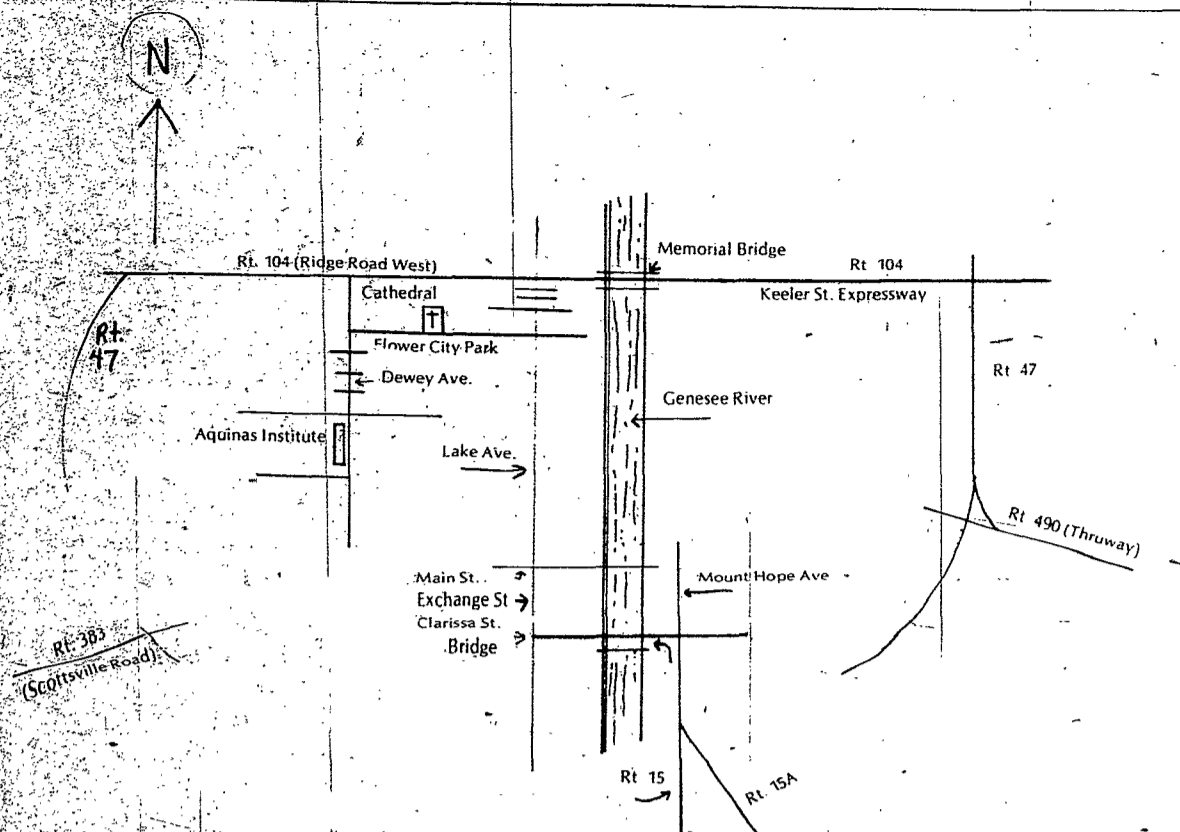 N
Memorial Bridge
Rt. 104 (Ridge Road West)
Rt 104
Cathedral
Keeler St. Expressway
Rt.
47
Flower City Park
Rt 47
Dewey Ave.
Genesee River
Aquinas Institute
Lake Ave.
Rt 490 (Thruway)
Main St.
Mount Hope Ave
Exchange St
Clarissa St.
Bridge
Rt. 383
(Scottsville Road)
Rt 15
Rt. 15A